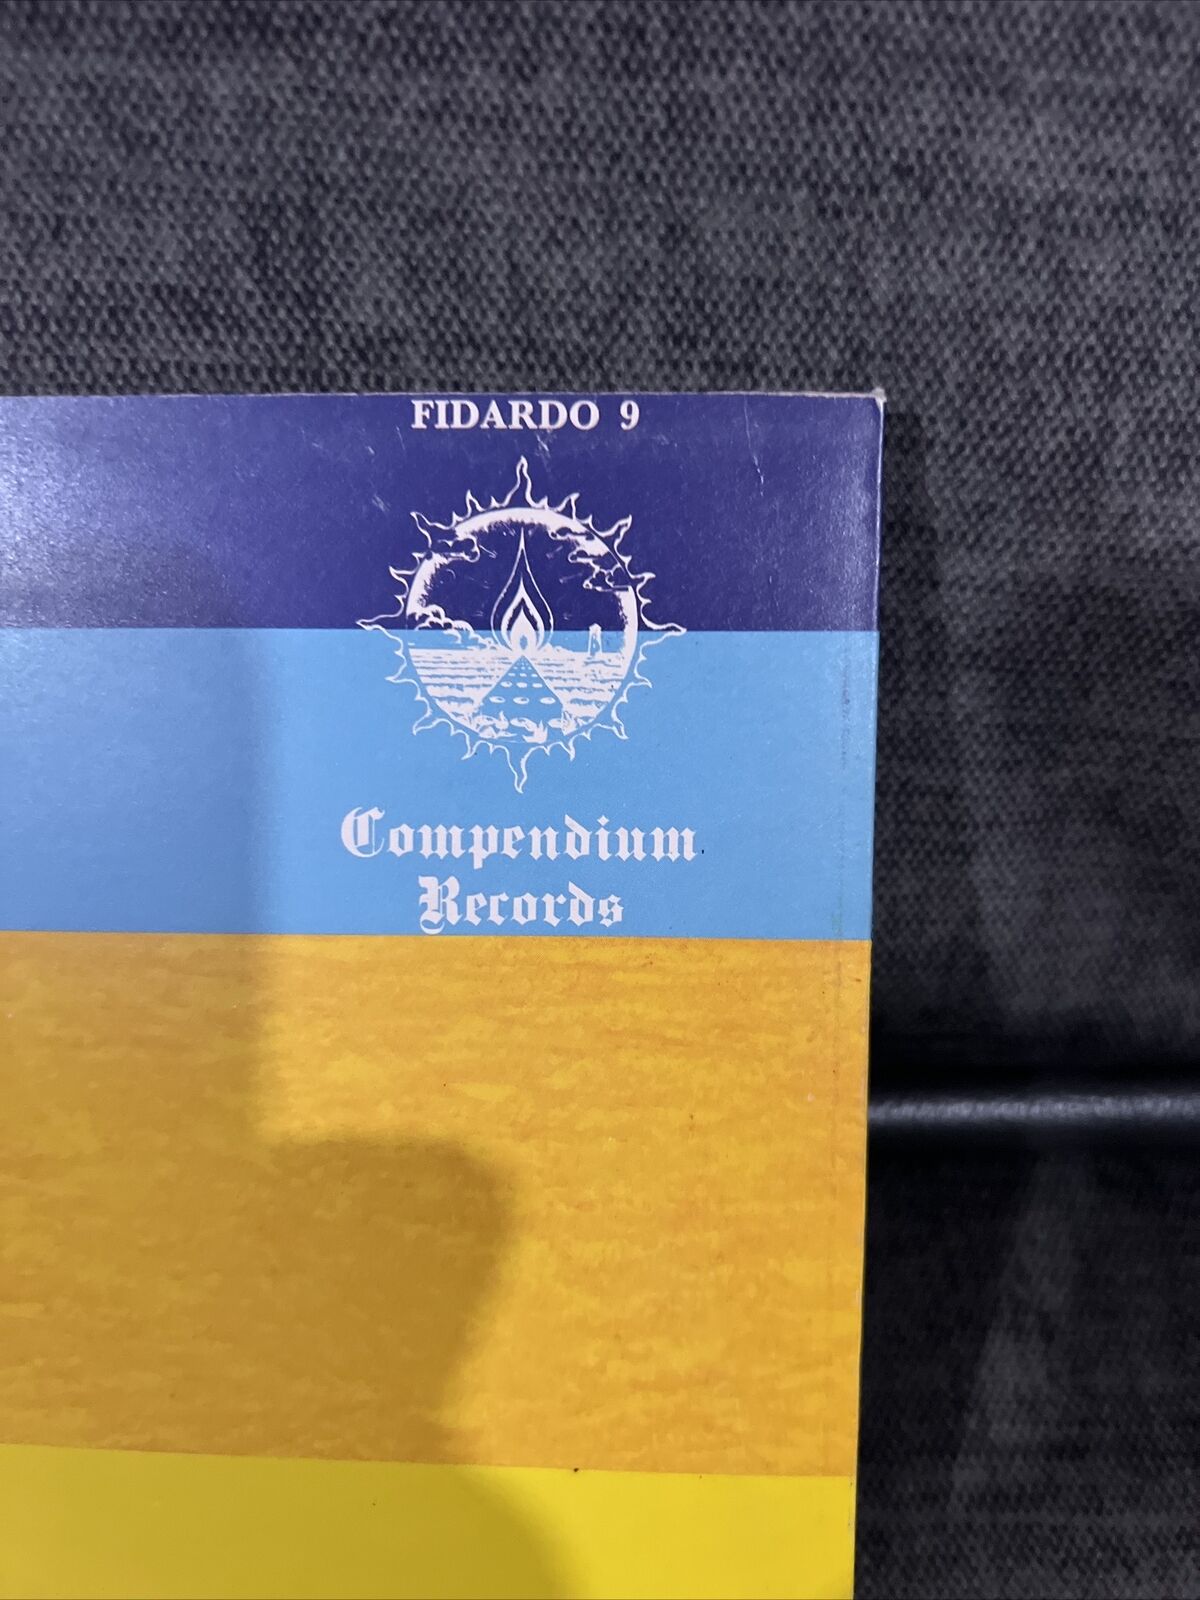 FIDARDO 9
Compendium
Records